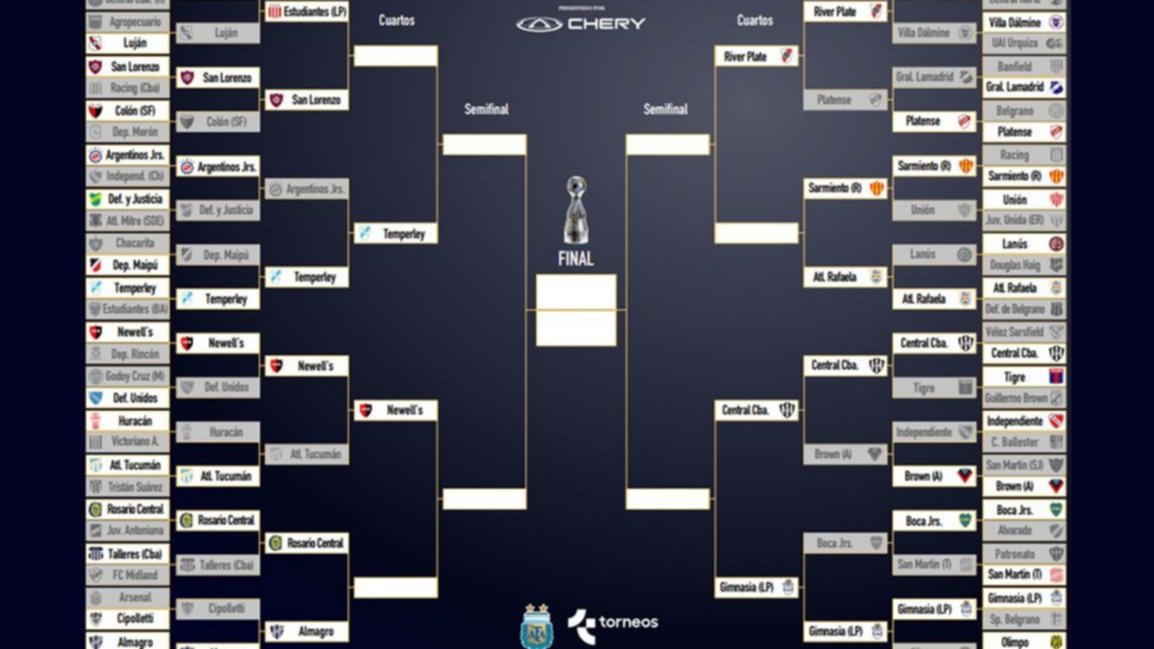 Agropecuario
Luján
San Lorenzo
Racing (Cba)
Colón (SF)
Dep. Morón
Argentinos Jrs.
Independ. (Ch)
Def. y Justicia
Atl. Mitre (SDE)
Chacarita
Dep. Maipú
Temperley
Estudiantes (BA)
Newell's
Dep. Rincón
Godoy Cruz (M)
Def. Unidos
Huracán
Victoriano A.
Atl. Tucumán
Tristán Suárez
Rosario Central
Juv. Antoniana
Talleres (Cba)
FC Midland
Arsenal
Cipolletti
Almagro
Luján
San Lorenzo
Colón (SF)
Argentinos Jrs.
Def. y Justicia
Dep. Maipú
Temperley
Newell's
Def. Unidos
Huracán
Atl. Tucumán
Rosario Central
Talleres (Cba)
Cipolletti
Estudiantes (LP)
San Lorenzo
Argentinos Jrs.
Temperley
Newell's
Atl. Tucumán
Rosario Central
Almagro
Cuartos
Temperley
Newell's
Semifinal
PRESENTADO POR:
CHERY
FINAL
AFA
torneos
Semifinal
Cuartos
River Plate
Central Cba.
Gimnasia (LP)
River Plate
Platense
Sarmiento (R)
Atl. Rafaela
Central Cba.
Brown (A)
Boca Jrs.
Gimnasia (LP)
Villa Dálmine
Gral. Lamadrid
Platense
Sarmiento (R)
Unión
Lanús
Atl. Rafaela
Central Cba.
Tigre
Independiente
Brown (A)
Boca Jrs.
San Martin (T)
Gimnasia (LP)
Villa Dálmine
UAI Urquiza
Banfield
Gral. Lamadrid
Belgrano
Platense
Racing
Sarmiento (R)
Unión
Juv. Unida (ER)
Lanús
Douglas Haig
Atl. Rafaela
Def. de Belgrano
Vélez Sarsfield
Central Cba.
Tigre
Guillermo Brown
Independiente
C. Ballester
San Martin (SJ)
Brown (A)
Boca Jrs.
Alvarado
Patronato
San Martin (T)
Gimnasia (LP)
Sp. Belgrano
Olimpo